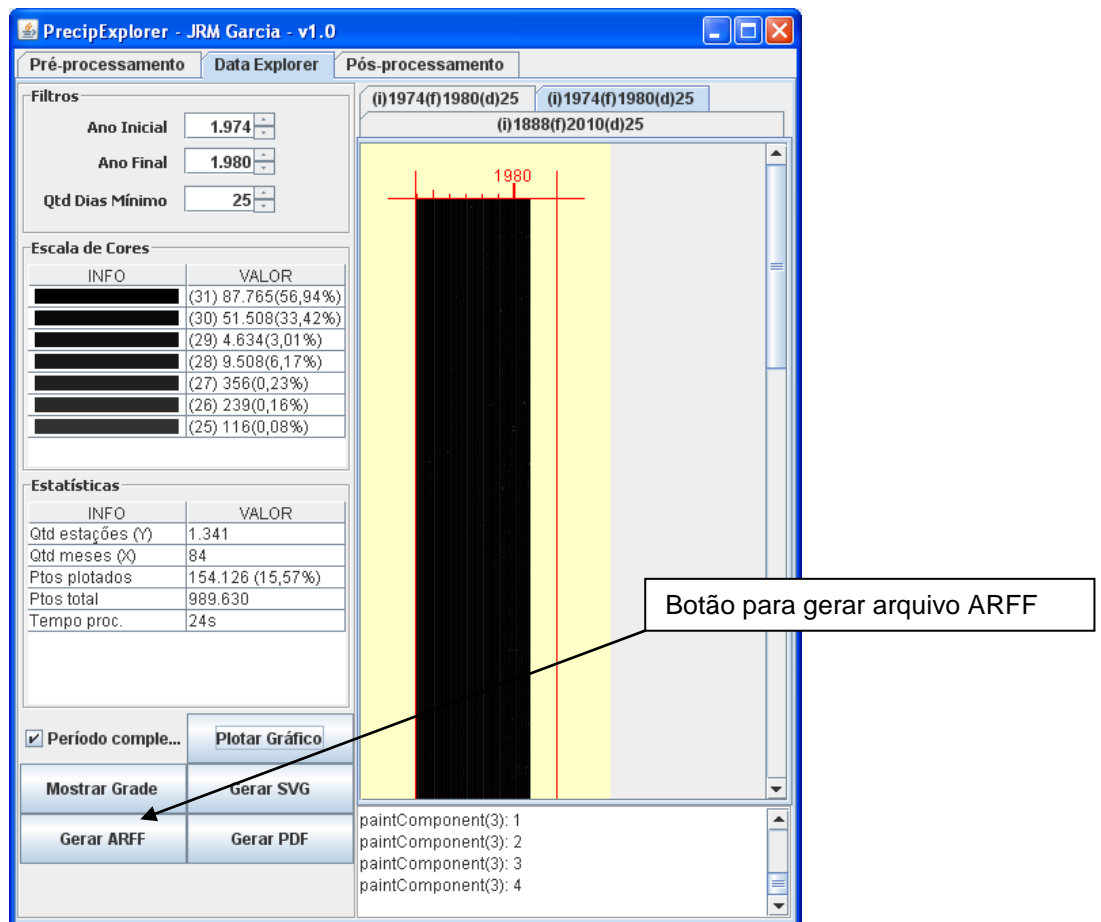 PrecipExplorer - JRM Garcia - v1.0
Pré-processamento Data Explorer Pós-processamento
Filtros
Ano Inicial 1.974
Ano Final 1.980
Qtd Dias Mínimo 25
Escala de Cores
INFO VALOR
(31) 87.765(56,94%)
(30) 51.508(33,42%)
(29) 4.634(3,01%)
(28) 9.508(6,17%)
(27) 356(0,23%)
(26) 239(0,16%)
(25) 116(0,08%)
Estatísticas
INFO VALOR
Qtd estações (Y) 1.341
Qtd meses (X) 84
Ptos plotados 154.126 (15,57%)
Ptos total 989.630
Tempo proc. 24s
Período comple... Plotar Gráfico
Mostrar Grade Gerar SVG
Gerar ARFF Gerar PDF
(i)1974(f)1980(d)25 (i)1974(f)1980(d)25
(i)1888(f)2010(d)25
1980
paintComponent(3): 1
paintComponent(3): 2
paintComponent(3): 3
paintComponent(3): 4
Botão para gerar arquivo ARFF